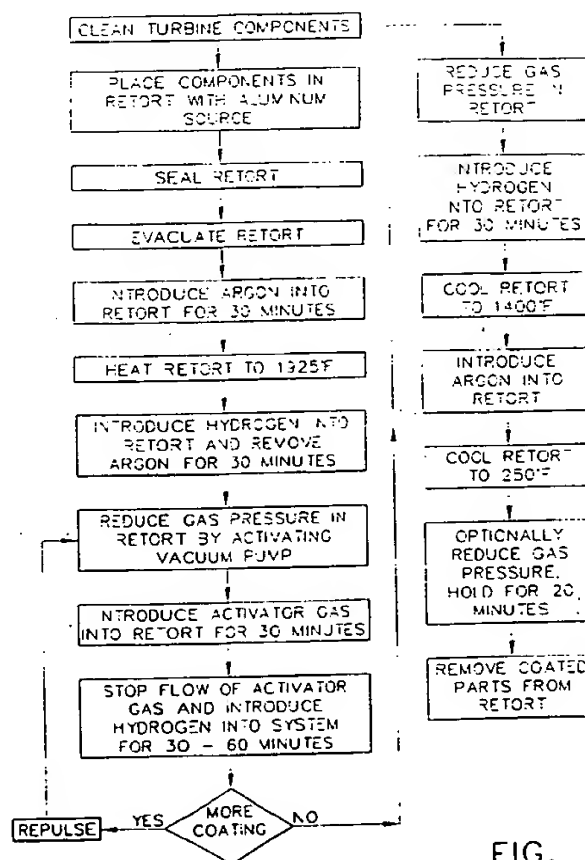 CLEAN TURBINE COMPONENTS
PLACE COMPONENTS IN
RETORT WITH ALUMINUM
SOURCE
SEAL RETORT
EVACUATE RETORT
NTRODUCE ARGON INTO
RETORT FOR 30 MINUTES
HEAT RETORT TO 1925°F
INTRODUCE HYDROGEN INTO
RETORT AND REMOVE
ARGON FOR 30 MINUTES
REDUCE GAS PRESSURE IN
RETORT BY ACTIVATING
VACUUM PUMP
NTRODUCE ACTIVATOR GAS
INTO RETORT FOR 30 MINUTES
STOP FLOW OF ACTIVATOR
GAS AND INTRODUCE
HYDROGEN INTO SYSTEM
FOR 30 - 60 MINUTES
MORE
COATING
YES
NO
REPULSE
REDUCE GAS
PRESSURE IN
RETORT
NTRODUCE
HYDROGEN
NTO RETORT
FOR 30 MINUTES
COOL RETORT
TO 1400°F
INTRODUCE
ARGON INTO
RETORT
COOL RETORT
TO 250°F
OPTIONALLY
REDUCE GAS
PRESSURE,
HOLD FOR 20
MINUTES
REMOVE COATED
PARTS FROM
RETORT
FIG.